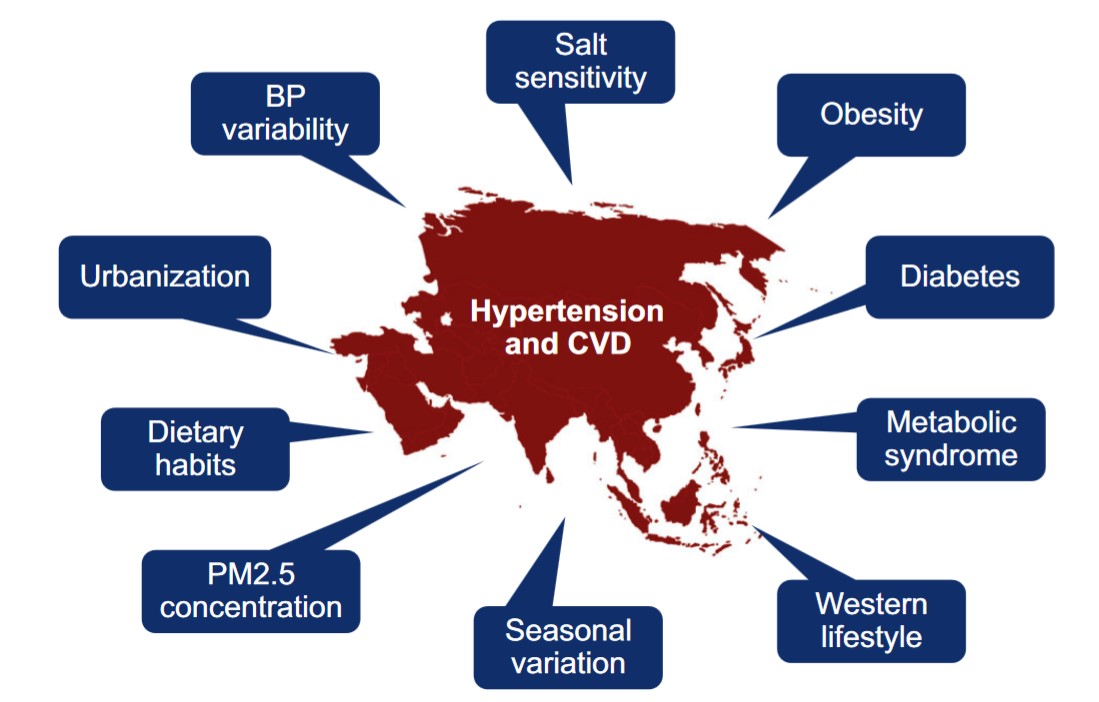 Salt
sensitivity
BP
variability
Obesity
Urbanization
Diabetes
Hypertension
and CVD
Dietary
habits
Metabolic
syndrome
PM2.5
concentration
Western
lifestyle
Seasonal
variation